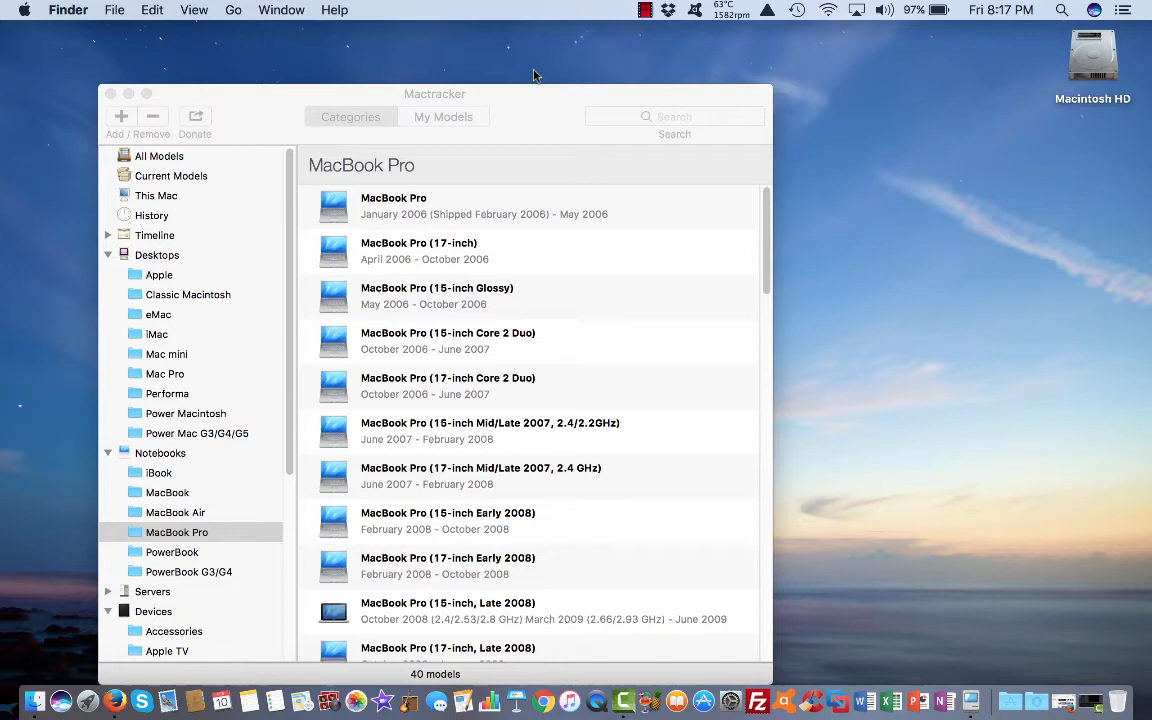 Finder File Edit View Go Window Help 63°C 1582rpm 97% Fri 8:17 PM
Macintosh HD
Mactracker
Categories My Models Search
Add / Remove Donate Search
All Models
Current Models
This Mac
History
Timeline
Desktops
Apple
Classic Macintosh
eMac
iMac
Mac mini
Mac Pro
Performa
Power Macintosh
Power Mac G3/G4/G5
Notebooks
iBook
MacBook
MacBook Air
MacBook Pro
PowerBook
PowerBook G3/G4
Servers
Devices
Accessories
Apple TV
MacBook Pro
MacBook Pro
January 2006 (Shipped February 2006) - May 2006
MacBook Pro (17-inch)
April 2006 - October 2006
MacBook Pro (15-inch Glossy)
May 2006 - October 2006
MacBook Pro (15-inch Core 2 Duo)
October 2006 - June 2007
MacBook Pro (17-inch Core 2 Duo)
October 2006 - June 2007
MacBook Pro (15-inch Mid/Late 2007, 2.4/2.2GHz)
June 2007 - February 2008
MacBook Pro (17-inch Mid/Late 2007, 2.4 GHz)
June 2007 - February 2008
MacBook Pro (15-inch Early 2008)
February 2008 - October 2008
MacBook Pro (17-inch Early 2008)
February 2008 - October 2008
MacBook Pro (15-inch, Late 2008)
October 2008 (2.4/2.53/2.8 GHz) March 2009 (2.66/2.93 GHz) - June 2009
MacBook Pro (17-inch, Late 2008)
40 models